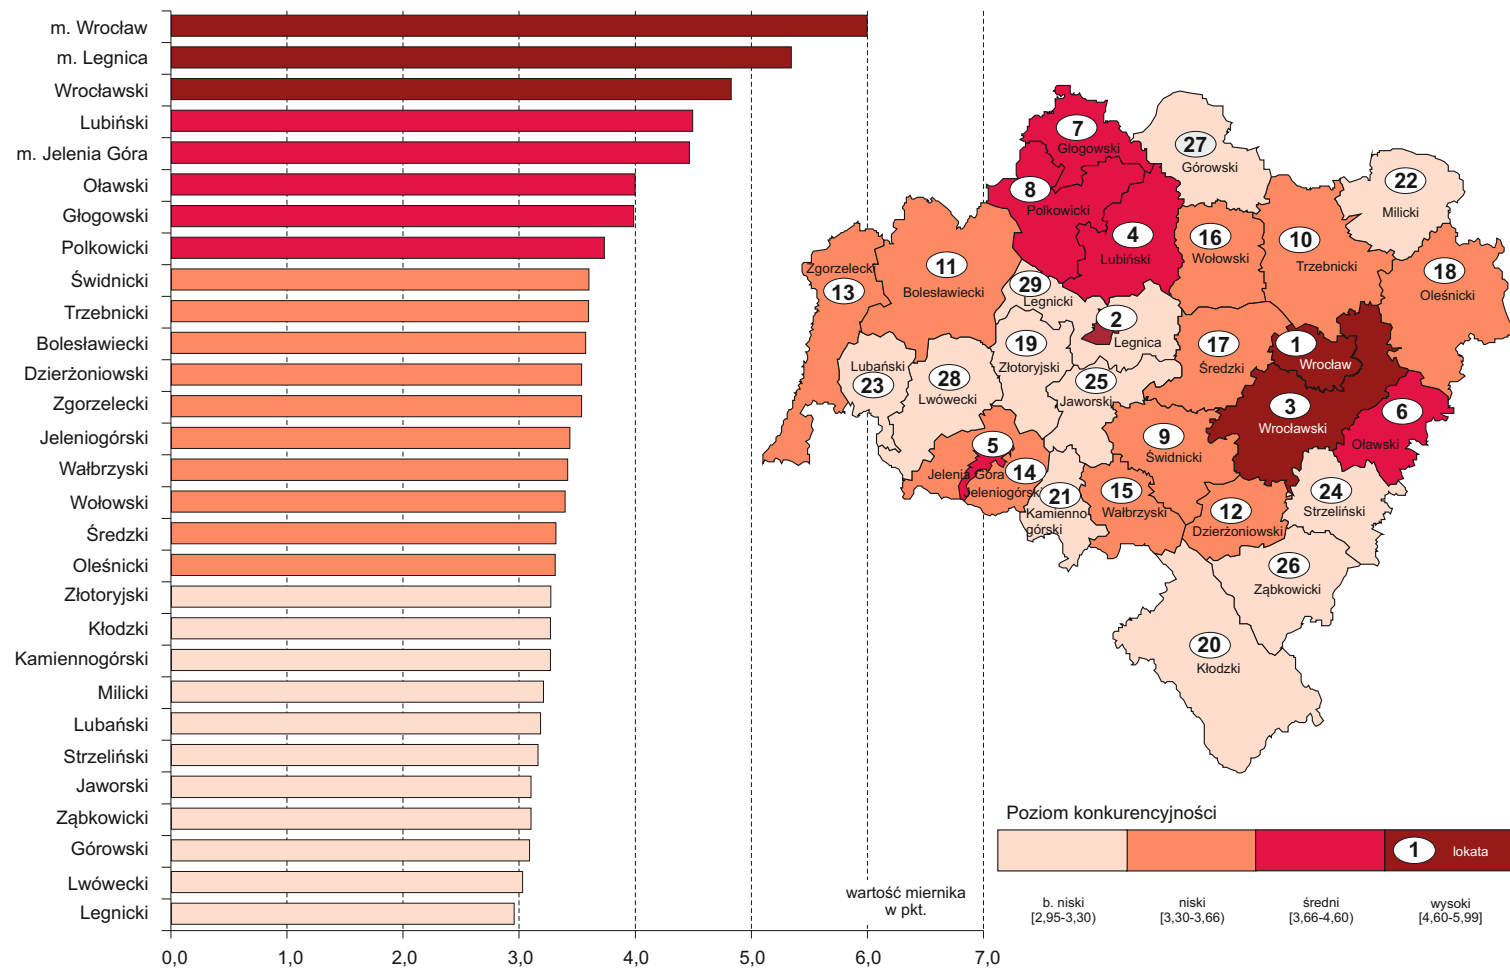 m. Wrocław
m. Legnica
Wrocławski
Lubiński
m. Jelenia Góra
Oławski
Głogowski
Polkowicki
Świdnicki
Trzebnicki
Bolesławiecki
Dzierżoniowski
Zgorzelecki
Jeleniogórski
Wałbrzyski
Wołowski
Średzki
Oleśnicki
Złotoryjski
Kłodzki
Kamiennogórski
Milicki
Lubański
Strzeliński
Jaworski
Ząbkowicki
Górowski
Lwówecki
Legnicki
0,0 1,0 2,0 3,0 4,0 5,0 6,0 7,0
wartość miernika
w pkt.
7
Głogowski
27
Górowski
22
Milicki
8
Polkowicki
4
Lubiński
16
Wołowski
10
Trzebnicki
18
Oleśnicki
Zgorzelecki
13
11
Bolesławiecki
29
Legnicki
2
Legnica
19
Złotoryjski
17
Średzki
1
Wrocław
Lubański
23
28
Lwówecki
25
Jaworski
3
Wrocławski
6
Oławski
5
Jelenia Góra
14
Jeleniogórski
9
Świdnicki
21
Kamienno-
górski
15
Wałbrzyski
12
Dzierżoniowski
24
Strzeliński
26
Ząbkowicki
20
Kłodzki
Poziom konkurencyjności
1 lokata
b. niski niski średni wysoki
[2,95-3,30) [3,30-3,66) [3,66-4,60) [4,60-5,99]